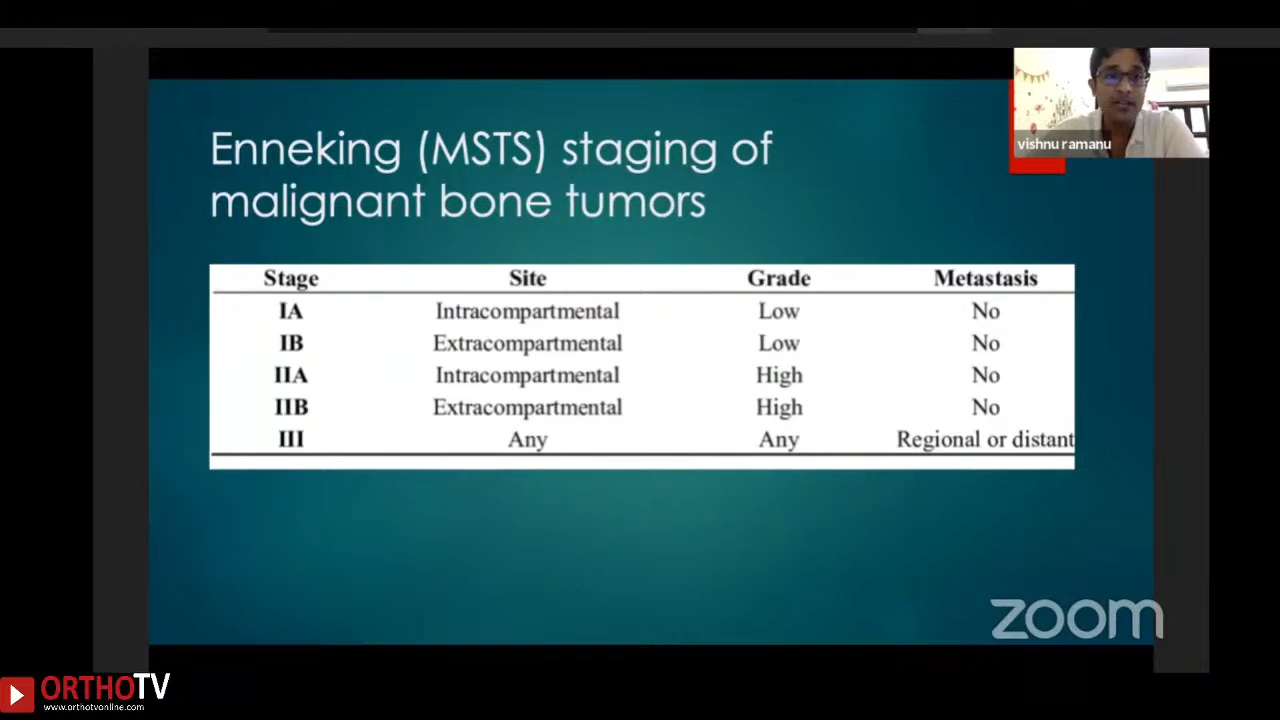 vishnu ramanu
Enneking (MSTS) staging of
malignant bone tumors
Stage Site Grade Metastasis
IA Intracompartmental Low No
IB Extracompartmental Low No
IIA Intracompartmental High No
IIB Extracompartmental High No
III Any Any Regional or distant
zoom
ORTHOTV
www.orthotvonline.com